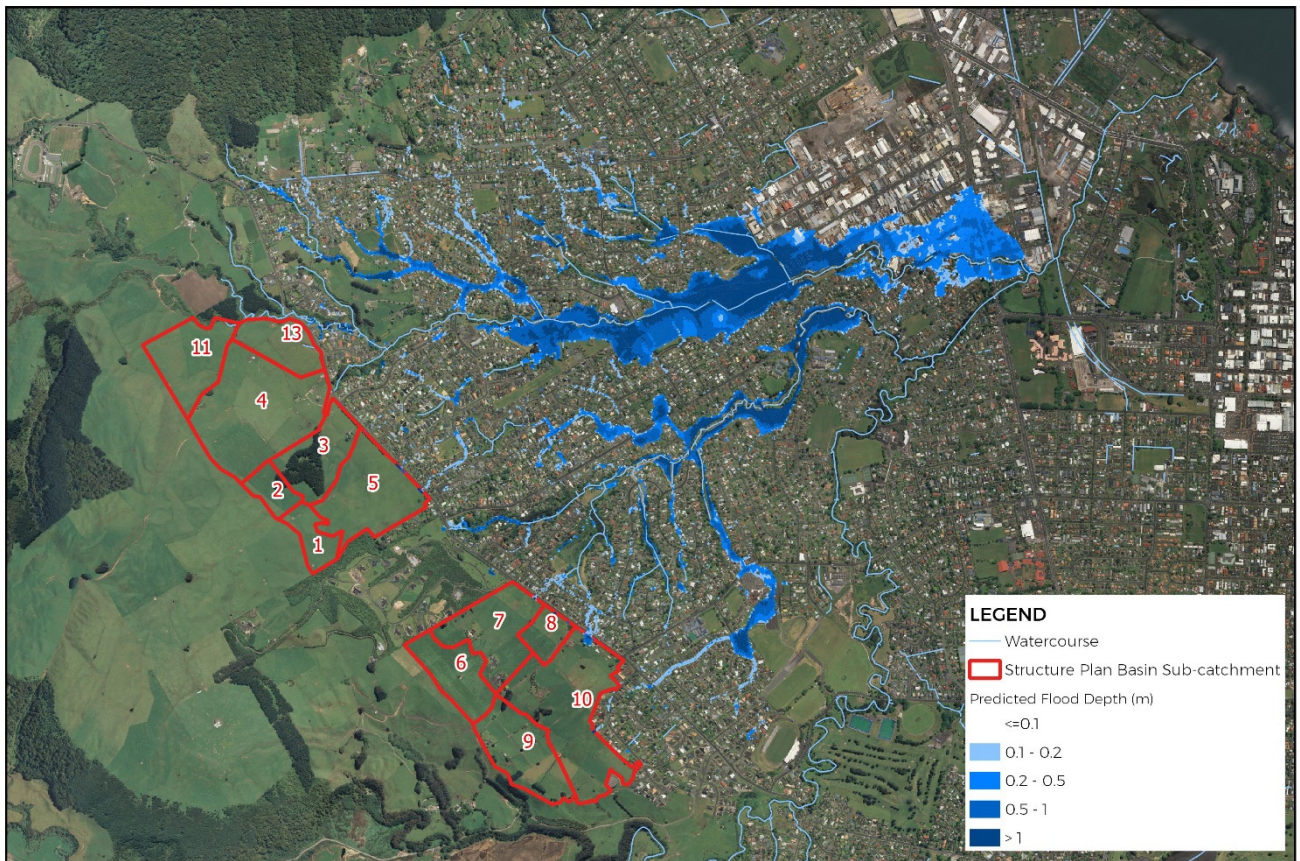 11
13
4
3
2
5
1
7
8
6
10
9
LEGEND
Watercourse
Structure Plan Basin Sub-catchment
Predicted Flood Depth (m)
<=0.1
0.1 - 0.2
0.2 - 0.5
0.5 - 1
> 1